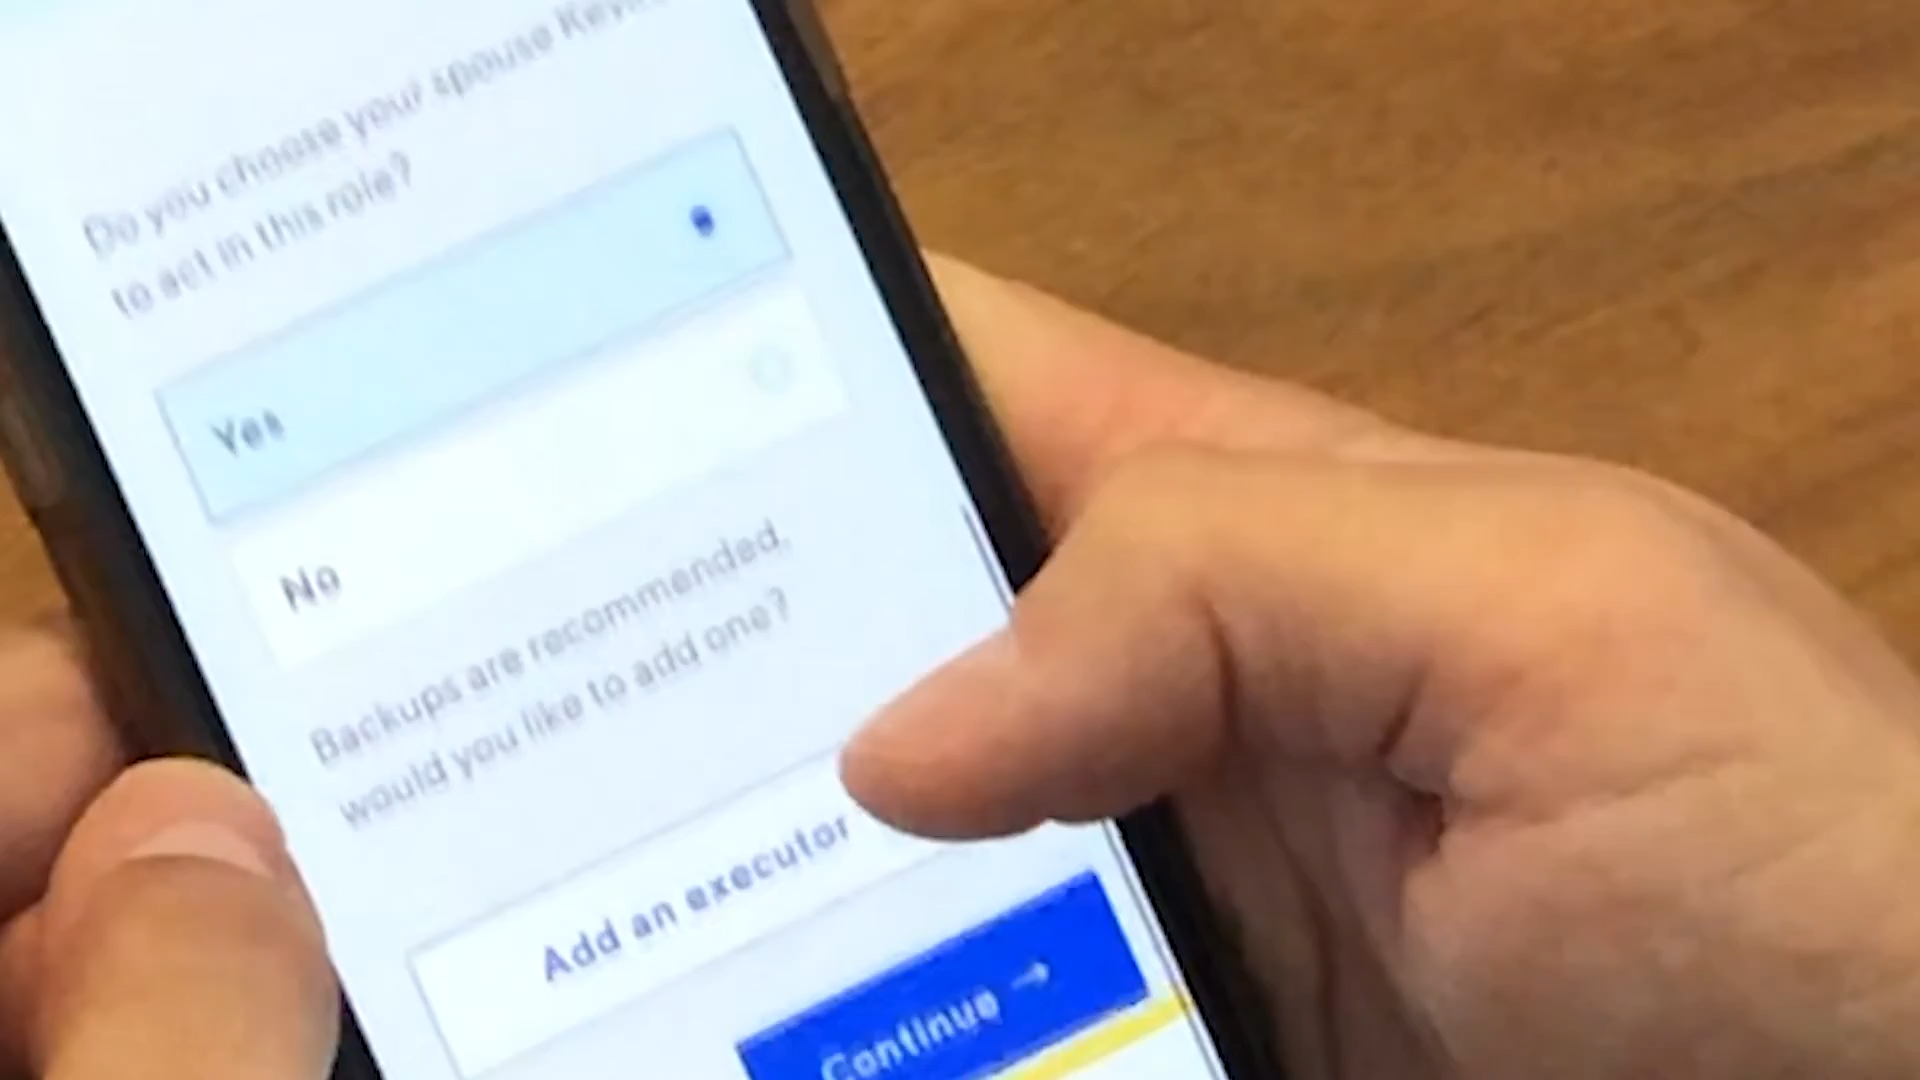 Do you choose your spouse
to act in this role?
Yes
No
Backups are recommended,
would you like to add one?
Add an executor
Continue →